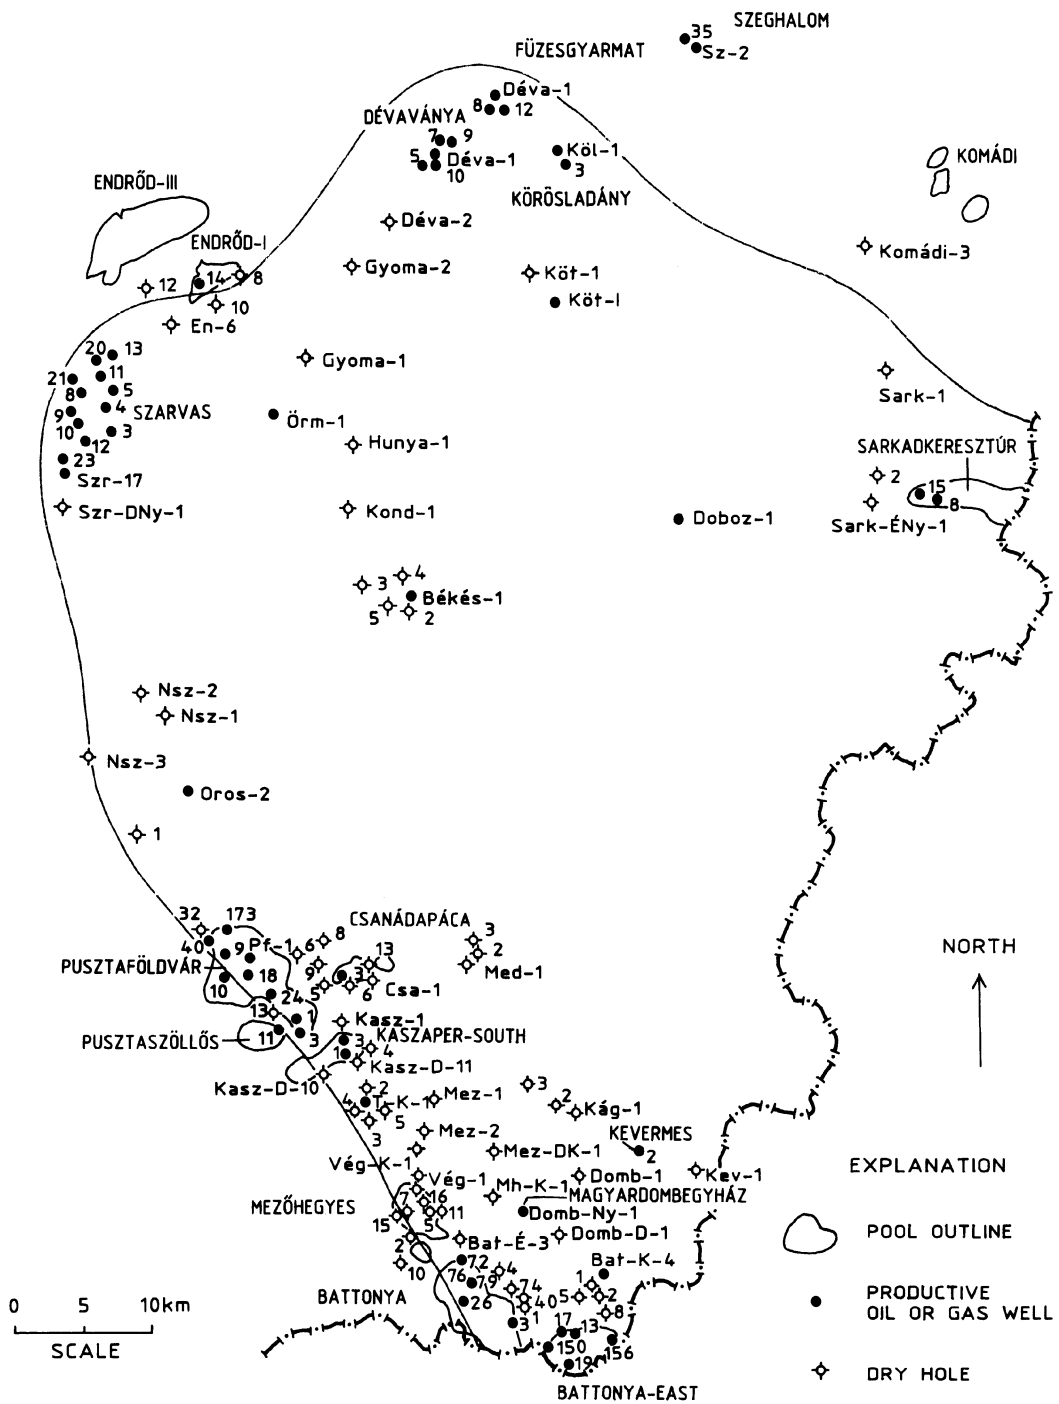 SZEGHALOM
35
Sz-2
FÜZESGYARMAT
Déva-1
8
12
DÉVAVÁNYA
7
9
5
Déva-1
10
Köl-1
3
KÖRÖSLADÁNY
KOMÁDI
ENDRŐD-III
Déva-2
ENDRŐD-I
Komádi-3
Gyoma-2
Köt-1
12
14
8
10
Köt-I
En-6
20
13
Gyoma-1
21
11
8
5
Sark-1
9
4
SZARVAS
Örm-1
10
3
12
Hunya-1
SARKADKERESZTÚR
23
Szr-17
2
15
8
Szr-DNy-1
Kond-1
Doboz-1
Sark-ÉNy-1
3
4
Békés-1
5
2
Nsz-2
Nsz-1
Nsz-3
Oros-2
1
32
173
CSANÁDAPÁCA
40
9
Pf-1
6
8
3
2
13
Med-1
NORTH
PUSZTAFÖLDVÁR
9
3
18
10
5
6
Csa-1
24
13
1
Kasz-1
PUSZTASZÖLLŐS
11
3
3
KASZAPER-SOUTH
1
4
Kasz-D-11
Kasz-D-10
2
3
T-K-1
Mez-1
2
4
5
Kág-1
3
Mez-2
KEVERMES
Mez-DK-1
2
Vég-K-1
Kev-1
EXPLANATION
Vég-1
Mh-K-1
Domb-1
MAGYARDOMBEGYHÁZ
MEZŐHEGYES
7
16
15
5
11
Domb-Ny-1
POOL OUTLINE
2
Bat-É-3
Domb-D-1
10
72
4
Bat-K-4
76
79
74
1
5
2
BATTONYA
26
40
8
PRODUCTIVE
OIL OR GAS WELL
0
5
10km
31
17
13
SCALE
150
156
19
DRY HOLE
BATTONYA-EAST